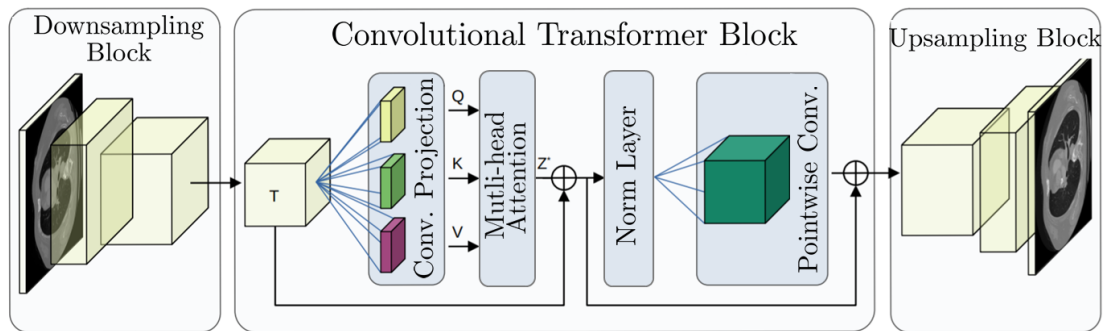 Downsampling
Block
Convolutional Transformer Block
Upsampling Block
T
Conv. Projection
Q
K
V
Mutli-head
Attention
Z*
Norm Layer
Pointwise Conv.